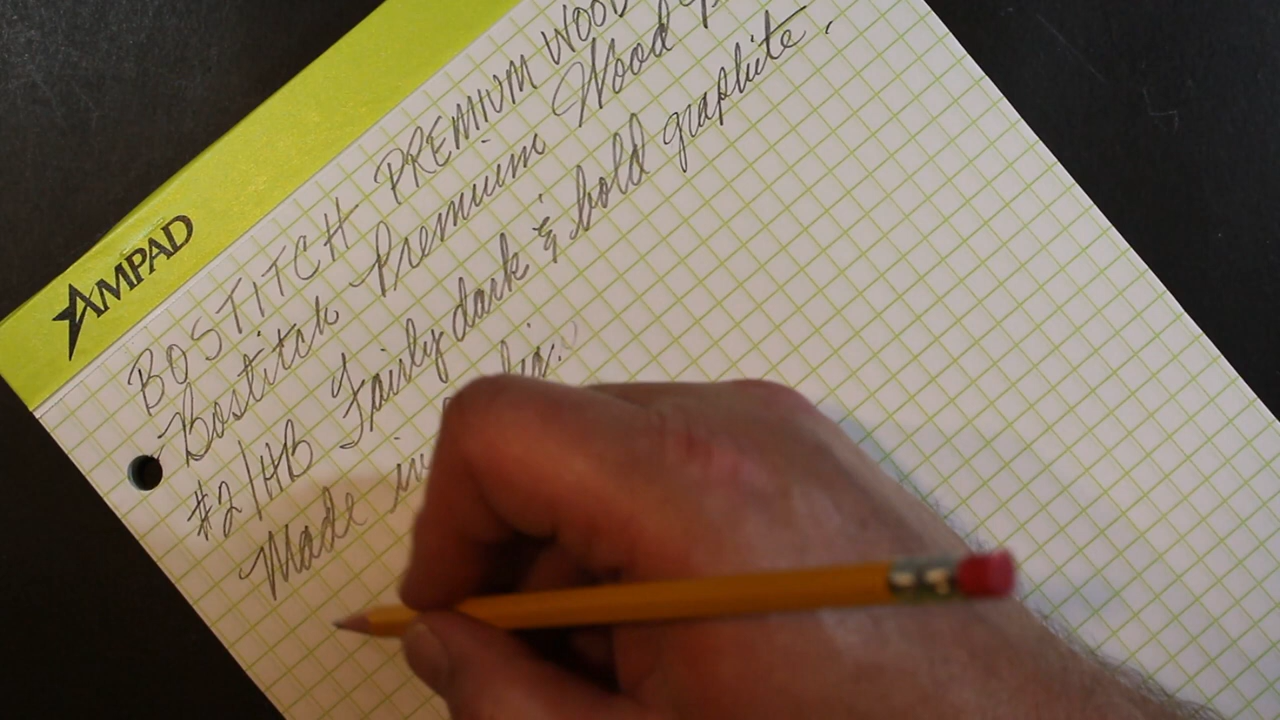 AMPAD
BOSTITCH PREMIUM WOOD
Bostitch Premium Wood
#2/HB Fairly dark & bold graphite.
Made in